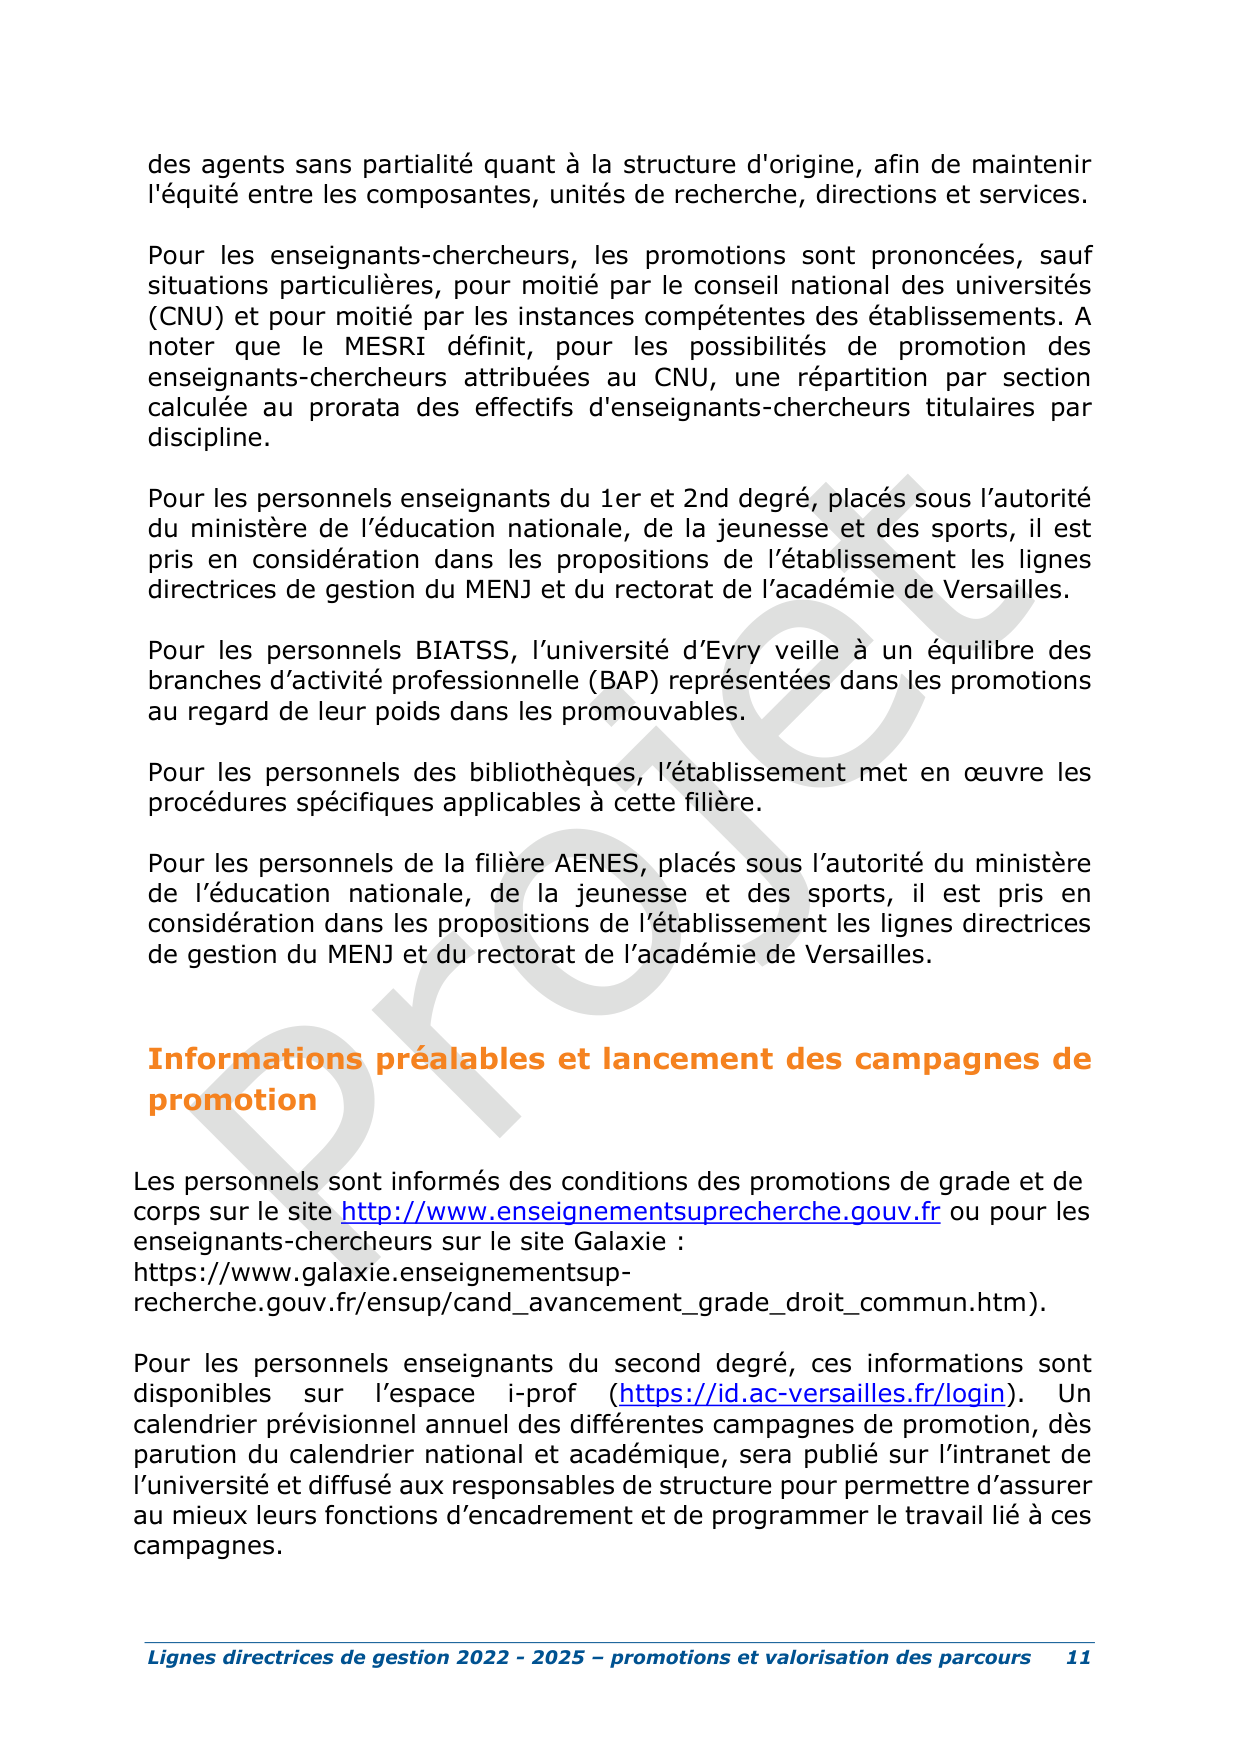 des agents sans partialité quant à la structure d'origine, afin de maintenir
l'équité entre les composantes, unités de recherche, directions et services.
Pour les enseignants-chercheurs, les promotions sont prononcées, sauf
situations particulières, pour moitié par le conseil national des universités
(CNU) et pour moitié par les instances compétentes des établissements. A
noter que le MESRI définit, pour les possibilités de promotion des
enseignants-chercheurs attribuées au CNU, une répartition par section
calculée au prorata des effectifs d'enseignants-chercheurs titulaires par
discipline.
Pour les personnels enseignants du 1er et 2nd degré, placés sous l’autorité
du ministère de l’éducation nationale, de la jeunesse et des sports, il est
pris en considération dans les propositions de l’établissement les lignes
directrices de gestion du MENJ et du rectorat de l’académie de Versailles.
Pour les personnels BIATSS, l’université d’Evry veille à un équilibre des
branches d’activité professionnelle (BAP) représentées dans les promotions
au regard de leur poids dans les promouvables.
Pour les personnels des bibliothèques, l’établissement met en œuvre les
procédures spécifiques applicables à cette filière.
Pour les personnels de la filière AENES, placés sous l’autorité du ministère
de l’éducation nationale, de la jeunesse et des sports, il est pris en
considération dans les propositions de l’établissement les lignes directrices
de gestion du MENJ et du rectorat de l’académie de Versailles.
Informations préalables et lancement des campagnes de
promotion
Les personnels sont informés des conditions des promotions de grade et de
corps sur le site http://www.enseignementsuprecherche.gouv.fr ou pour les
enseignants-chercheurs sur le site Galaxie :
https://www.galaxie.enseignementsup-
recherche.gouv.fr/ensup/cand_avancement_grade_droit_commun.htm).
Pour les personnels enseignants du second degré, ces informations sont
disponibles sur l’espace i-prof (https://id.ac-versailles.fr/login). Un
calendrier prévisionnel annuel des différentes campagnes de promotion, dès
parution du calendrier national et académique, sera publié sur l’intranet de
l’université et diffusé aux responsables de structure pour permettre d’assurer
au mieux leurs fonctions d’encadrement et de programmer le travail lié à ces
campagnes.
Lignes directrices de gestion 2022 - 2025 – promotions et valorisation des parcours 11
Projet